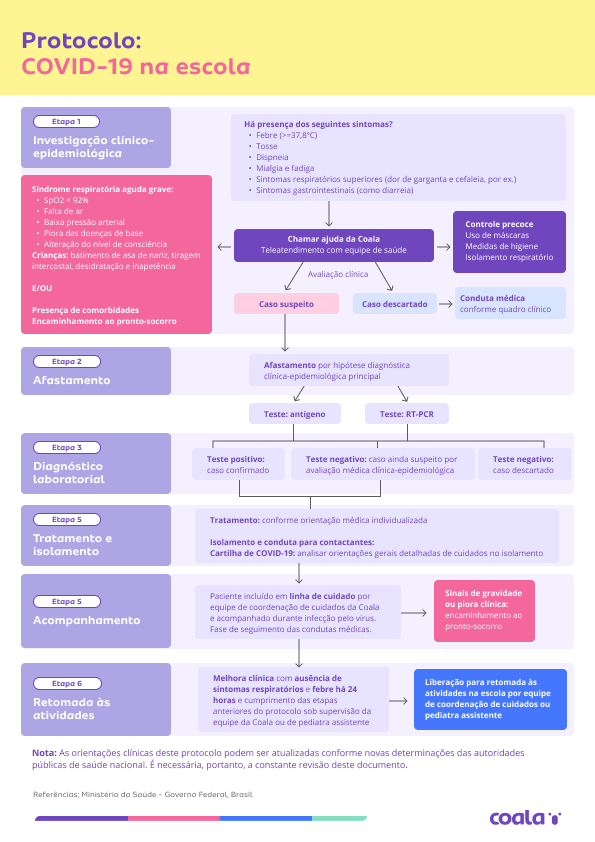 Protocolo:
COVID-19 na escola
Etapa 1
Investigação clínico-
epidemiológica
Há presença dos seguintes sintomas?
• Febre (>=37,8ºC)
• Tosse
• Dispneia
• Mialgia e fadiga
• Sintomas respiratórios superiores (dor de garganta e cefaleia, por ex.)
• Sintomas gastrointestinais (como diarreia)
Síndrome respiratória aguda grave:
• SpO2 < 92%
• Falta de ar
• Baixa pressão arterial
• Piora das doenças de base
• Alteração do nível de consciência
Crianças: batimento de asa de nariz, tiragem
intercostal, desidratação e inapetência
E/OU
Presença de comorbidades
Encaminhamento ao pronto-socorro
Chamar ajuda da Coala
Teleatendimento com equipe de saúde
Controle precoce
Uso de máscaras
Medidas de higiene
Isolamento respiratório
Avaliação clínica
Caso suspeito
Caso descartado
Conduta médica
conforme quadro clínico
Etapa 2
Afastamento
Afastamento por hipótese diagnóstica
clínica-epidemiológica principal
Teste: antígeno
Teste: RT-PCR
Etapa 3
Diagnóstico
laboratorial
Teste positivo:
caso confirmado
Teste negativo: caso ainda suspeito por
avaliação médica clínica-epidemiológica
Teste negativo:
caso descartado
Etapa 5
Tratamento e
isolamento
Tratamento: conforme orientação médica individualizada
Isolamento e conduta para contactantes:
Cartilha de COVID-19: analisar orientações gerais detalhadas de cuidados no isolamento
Etapa 5
Acompanhamento
Paciente incluído em linha de cuidado por
equipe de coordenação de cuidados da Coala
e acompanhado durante infecção pelo vírus.
Fase de seguimento das condutas médicas.
Sinais de gravidade
ou piora clínica:
encaminhamento ao
pronto-socorro
Etapa 6
Retomada às
atividades
Melhora clínica com ausência de
sintomas respiratórios e febre há 24
horas e cumprimento das etapas
anteriores do protocolo sob supervisão da
equipe da Coala ou de pediatra assistente
Liberação para retomada às
atividades na escola por equipe
de coordenação de cuidados ou
pediatra assistente
Nota: As orientações clínicas deste protocolo podem ser atualizadas conforme novas determinações das autoridades
públicas de saúde nacional. É necessária, portanto, a constante revisão deste documento.
Referências: Ministério da Saúde – Governo Federal, Brasil.
coala